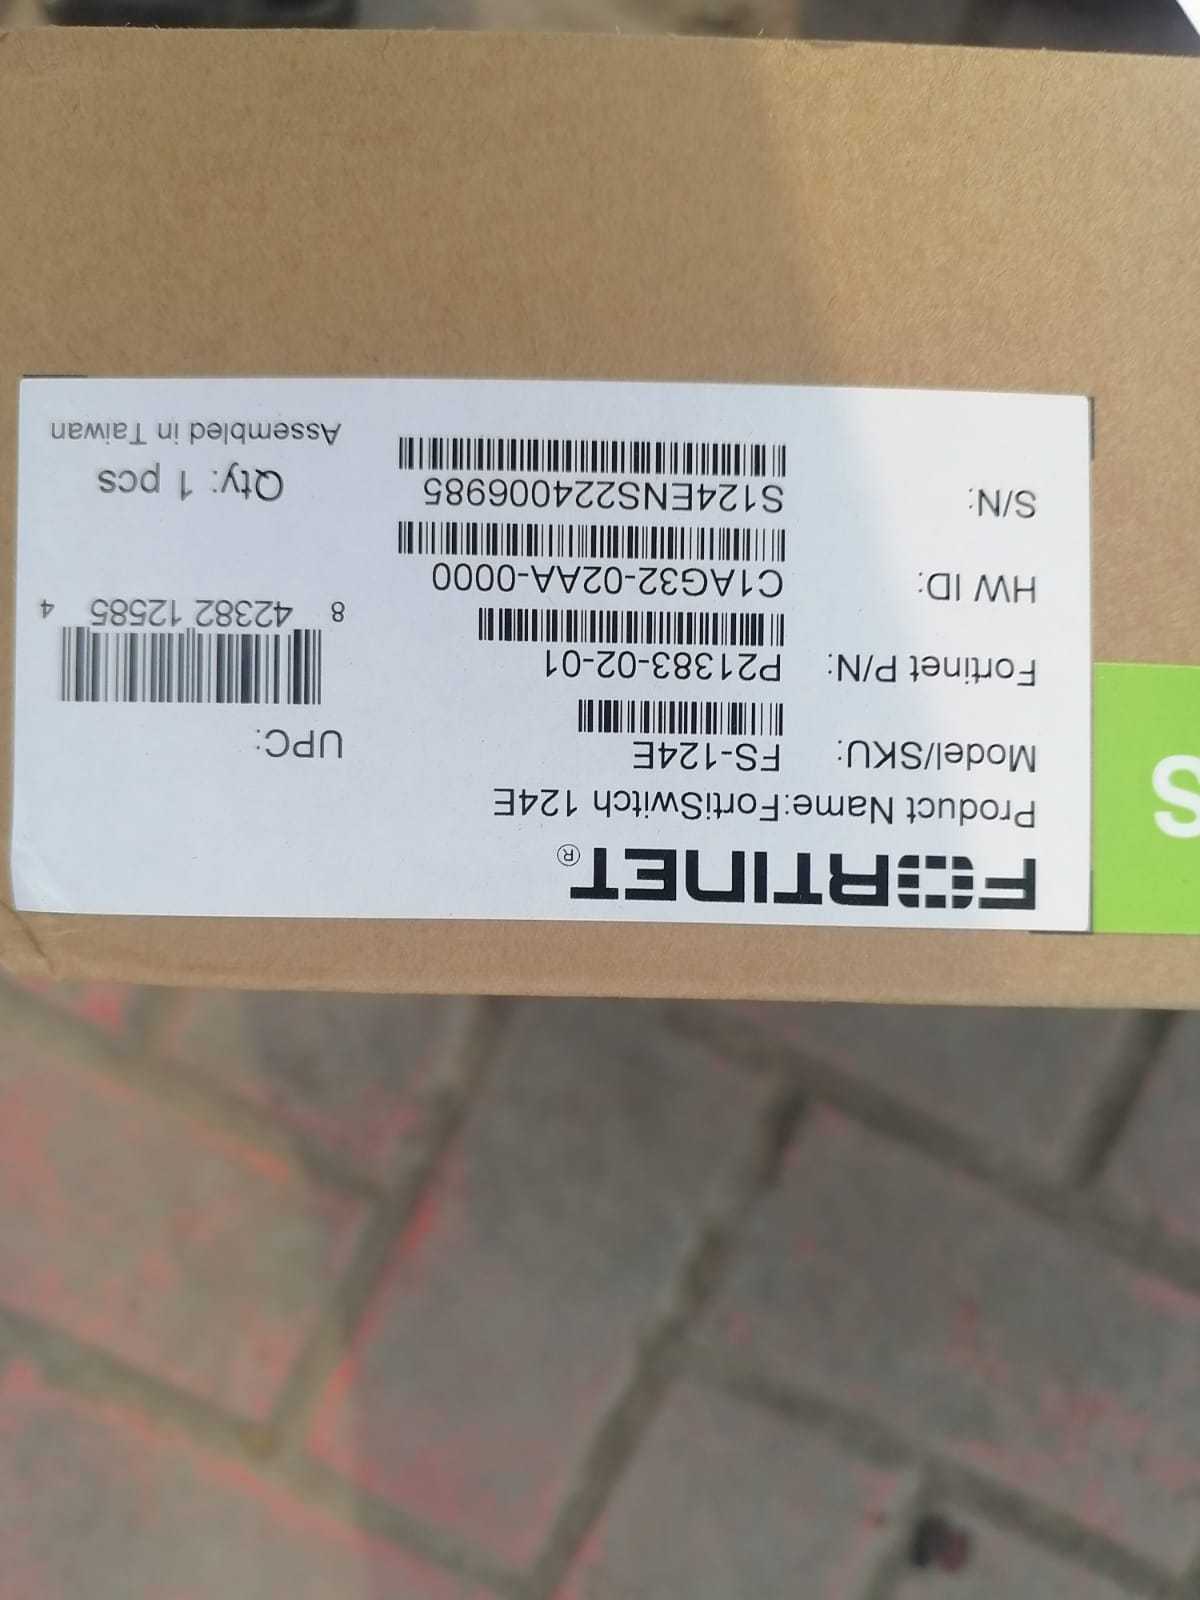 FORTINET®
Product Name:FortiSwitch 124E
Model/SKU: FS-124E
Fortinet P/N: P21383-02-01
HW ID: C1AG32-02AA-0000
S/N: S124ENS224006985
UPC:
8 42382 12585 4
Qty: 1 pcs
Assembled in Taiwan
S